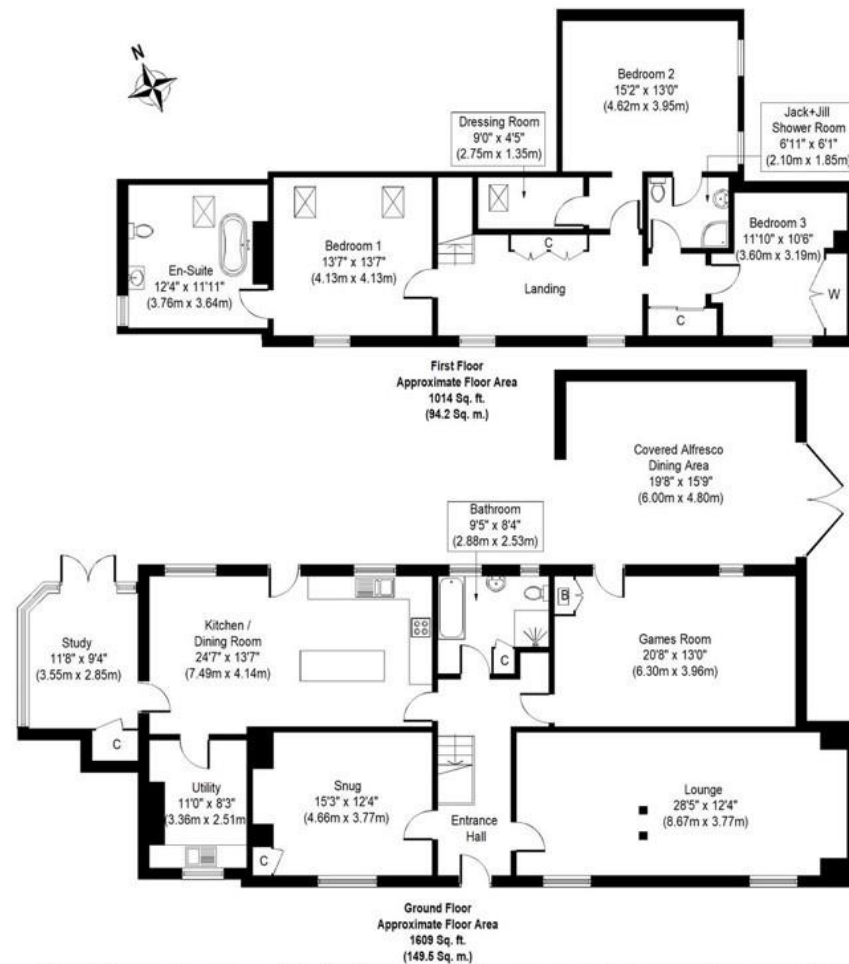 N
Bedroom 2
15'2" x 13'0"
(4.62m x 3.95m)
Dressing Room
9'0" x 4'5"
(2.75m x 1.35m)
Jack+Jill
Shower Room
6'11" x 6'1"
(2.10m x 1.85m)
Bedroom 3
11'10" x 10'6"
(3.60m x 3.19m)
Bedroom 1
13'7" x 13'7"
(4.13m x 4.13m)
En-Suite
12'4" x 11'11"
(3.76m x 3.64m)
C
Landing
W
C
First Floor
Approximate Floor Area
1014 Sq. ft.
(94.2 Sq. m.)
Covered Alfresco
Dining Area
19'8" x 15'9"
(6.00m x 4.80m)
Bathroom
9'5" x 8'4"
(2.88m x 2.53m)
B
Kitchen /
Dining Room
24'7" x 13'7"
(7.49m x 4.14m)
Games Room
20'8" x 13'0"
(6.30m x 3.96m)
Study
11'8" x 9'4"
(3.55m x 2.85m)
C
C
Utility
11'0" x 8'3"
(3.36m x 2.51m
Snug
15'3" x 12'4"
(4.66m x 3.77m)
Lounge
28'5" x 12'4"
(8.67m x 3.77m)
Entrance
Hall
C
Ground Floor
Approximate Floor Area
1609 Sq. ft.
(149.5 Sq. m.)